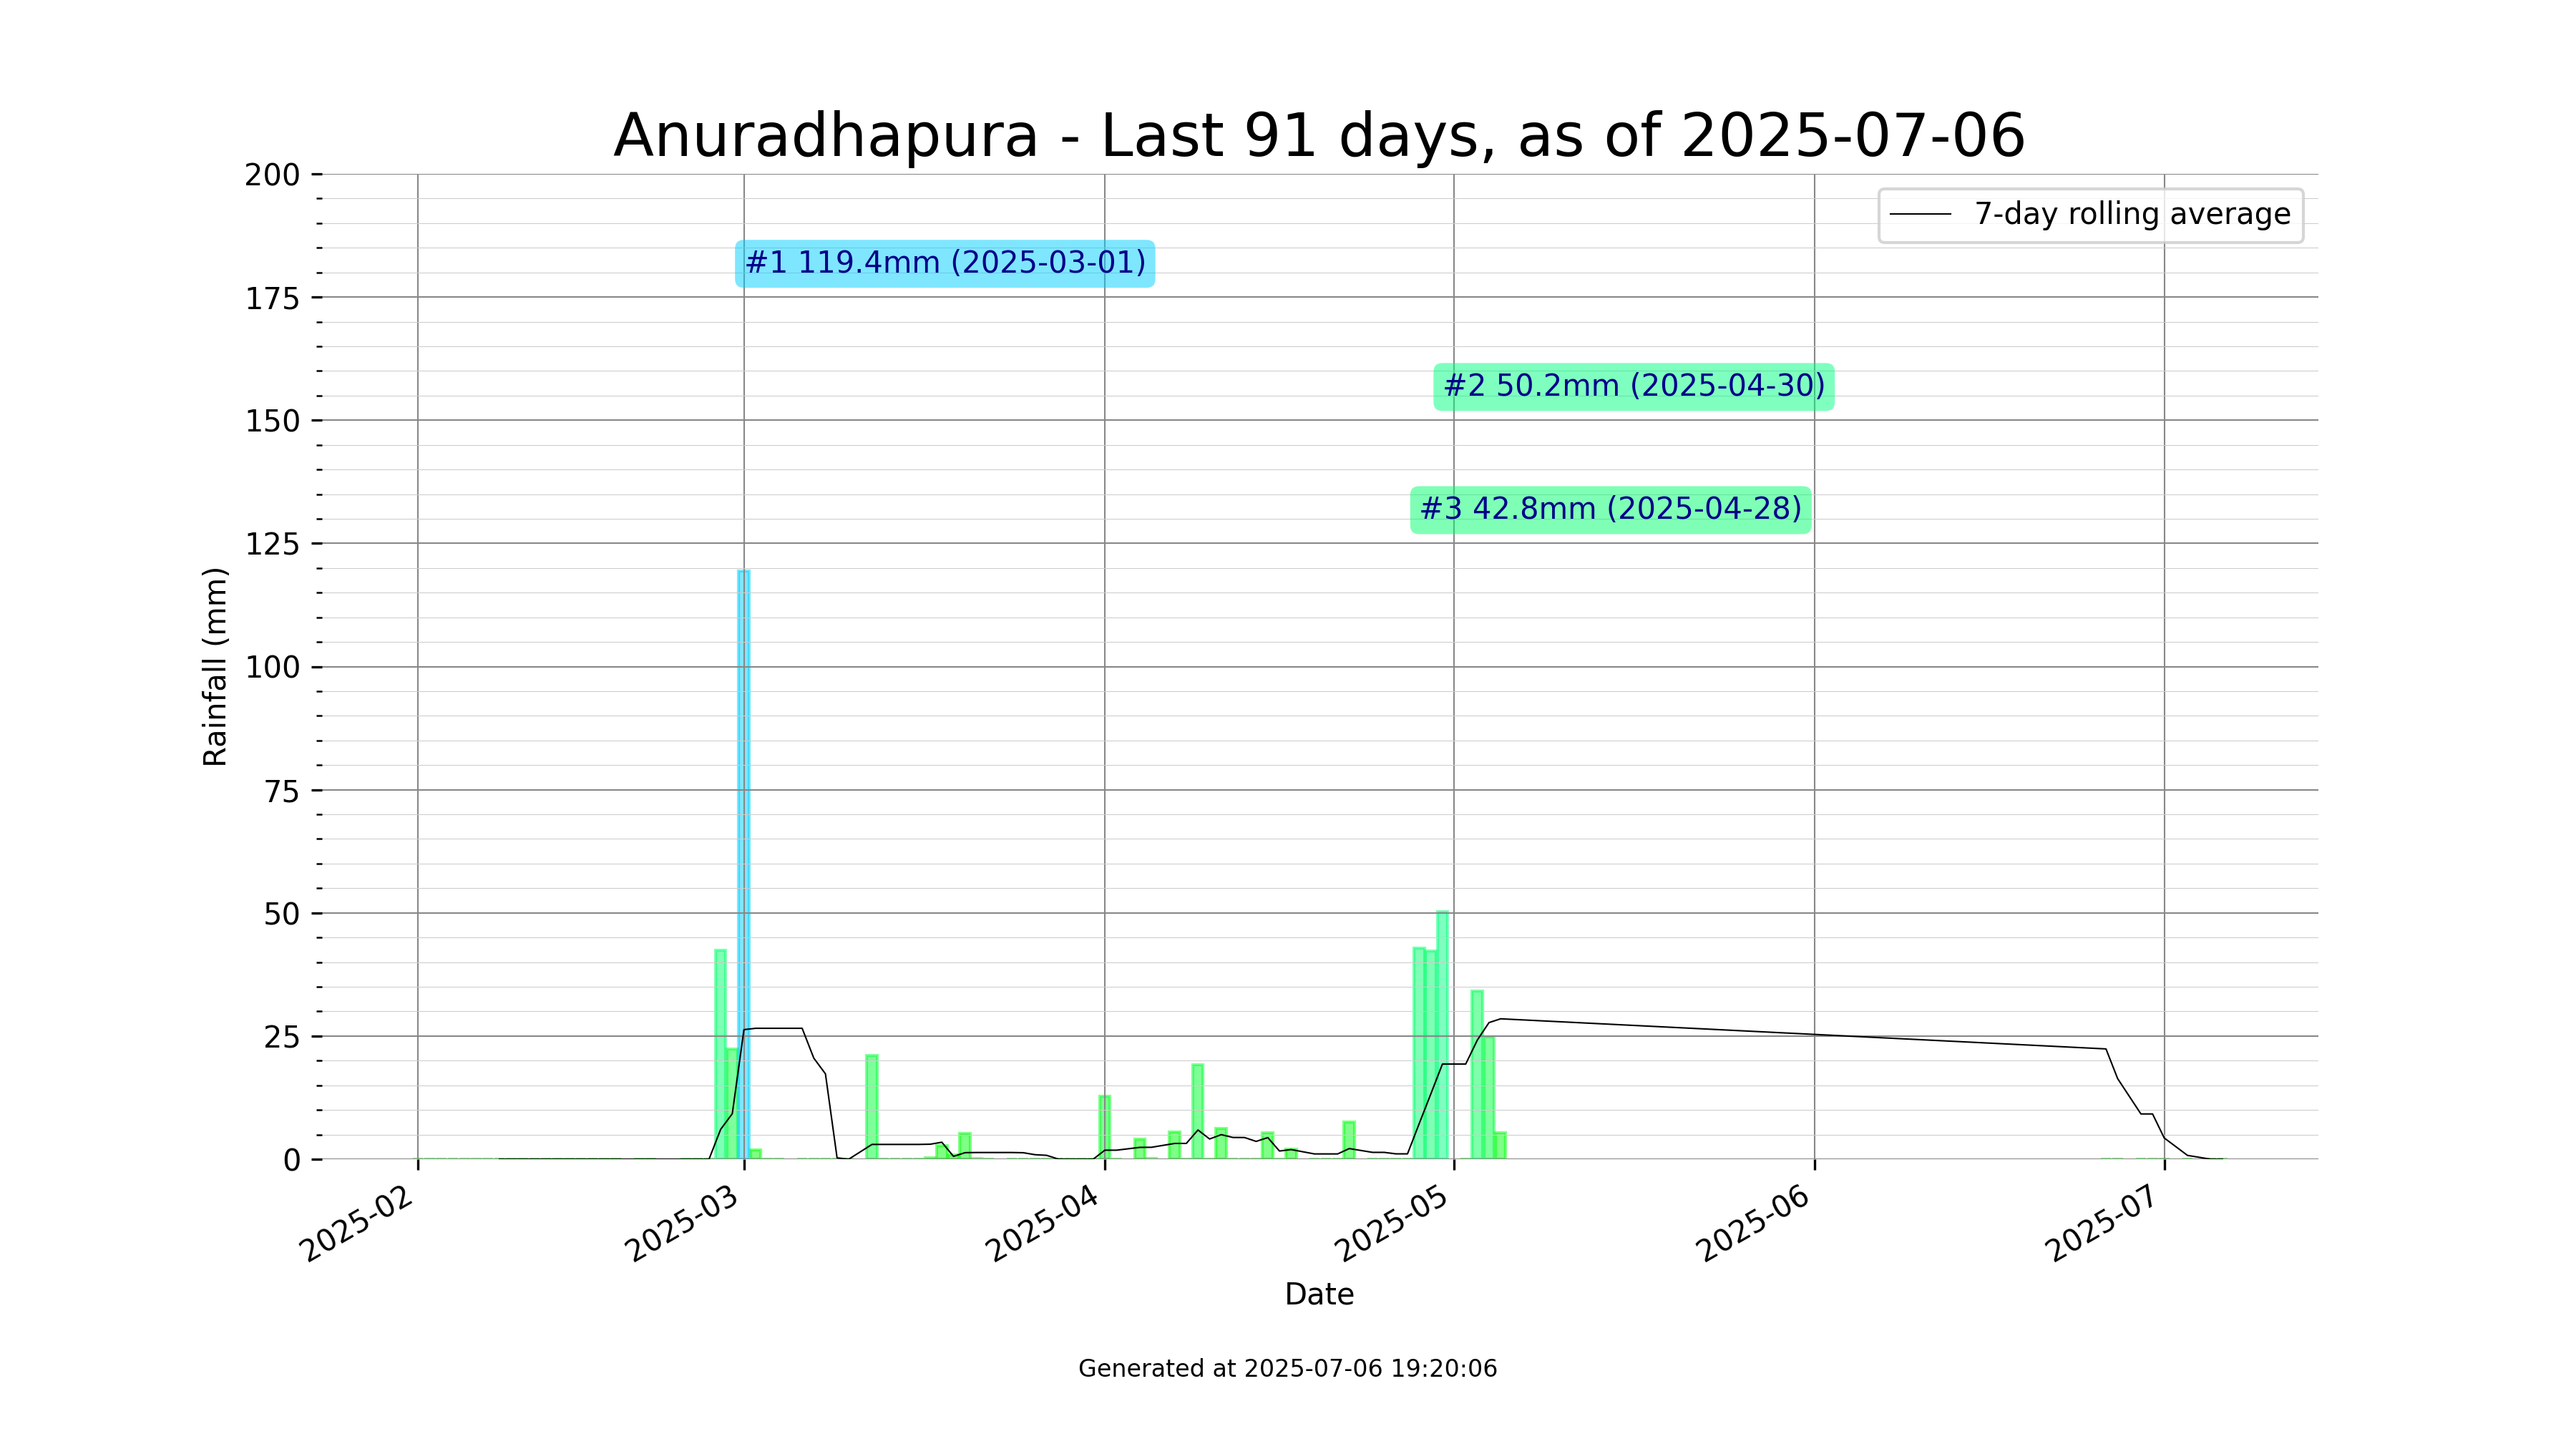 Anuradhapura - Last 91 days, as of 2025-07-06
7-day rolling average
#1 119.4mm (2025-03-01)
#2 50.2mm (2025-04-30)
#3 42.8mm (2025-04-28)
Rainfall (mm)
200
175
150
125
100
75
50
25
0
2025-02
2025-03
2025-04
2025-05
2025-06
2025-07
Date
Generated at 2025-07-06 19:20:06